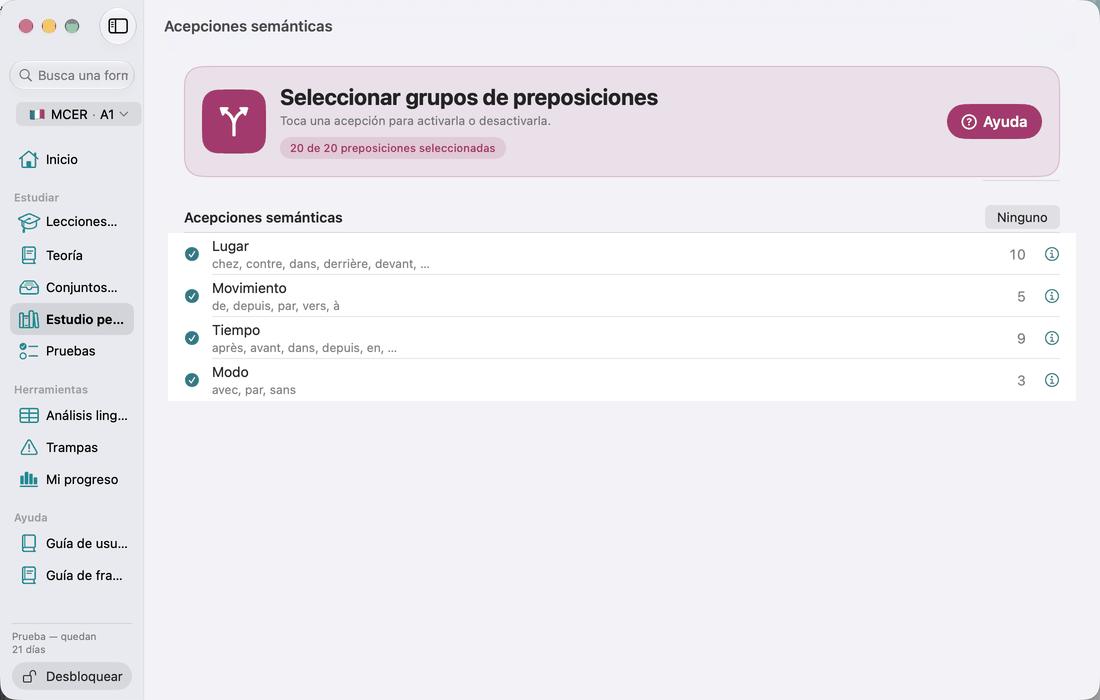 Acepciones semánticas
Busca una form
MCER · A1
Inicio
Estudiar
Lecciones...
Teoría
Conjuntos...
Estudio pe...
Pruebas
Herramientas
Análisis ling...
Trampas
Mi progreso
Ayuda
Guía de usu...
Guía de fra...
Prueba — quedan
21 días
Desbloquear
Seleccionar grupos de preposiciones
Toca una acepción para activarla o desactivarla.
20 de 20 preposiciones seleccionadas
Ayuda
Acepciones semánticas
Ninguno
Lugar
chez, contre, dans, derrière, devant, ...
10
Movimiento
de, depuis, par, vers, à
5
Tiempo
après, avant, dans, depuis, en, ...
9
Modo
avec, par, sans
3